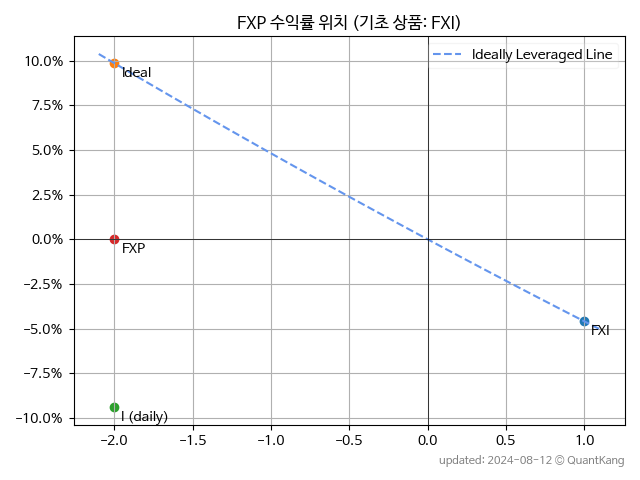 FXP 수익률 위치 (기초 상품: FXI)
Ideally Leveraged Line
10.0%
7.5%
5.0%
2.5%
0.0%
−2.5%
−5.0%
−7.5%
−10.0%
Ideal
FXP
FXI
I (daily)
−2.0 −1.5 −1.0 −0.5 0.0 0.5 1.0
updated: 2024-08-12 © QuantKang